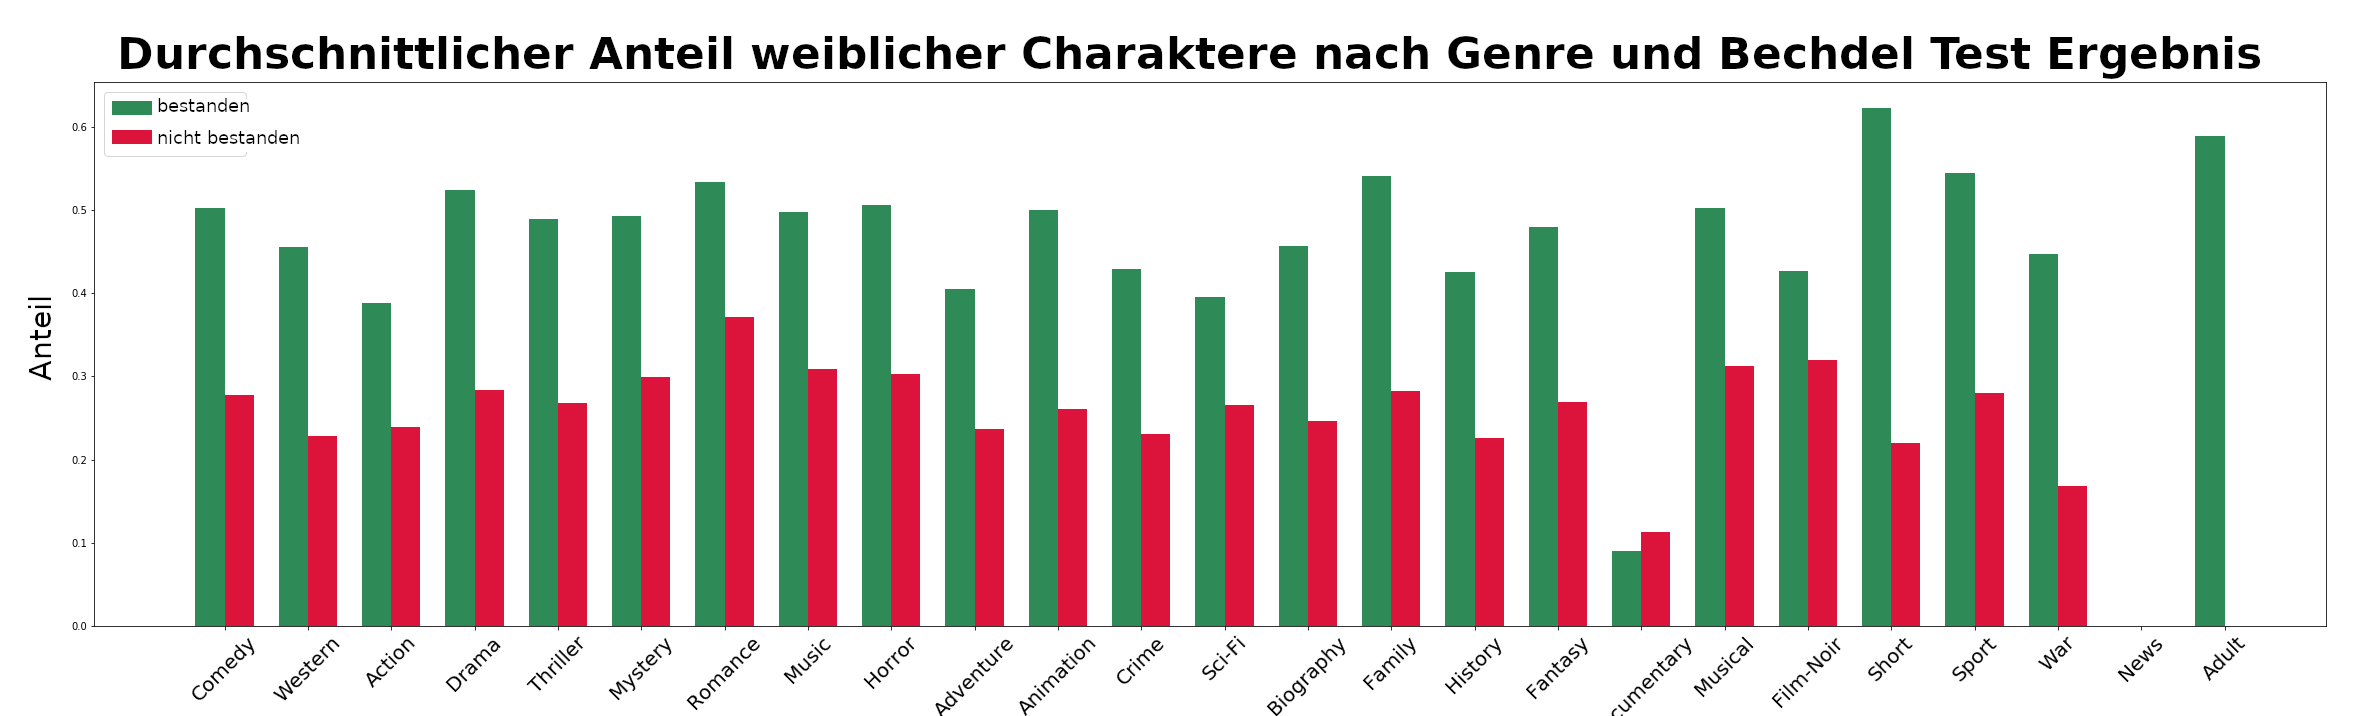 Durchschnittlicher Anteil weiblicher Charaktere nach Genre und Bechdel Test Ergebnis
bestanden
nicht bestanden
Anteil
0.6
0.5
0.4
0.3
0.2
0.1
0.0
Comedy
Western
Action
Drama
Thriller
Mystery
Romance
Music
Horror
Adventure
Animation
Crime
Sci-Fi
Biography
Family
History
Fantasy
cumentary
Musical
Film-Noir
Short
Sport
War
News
Adult